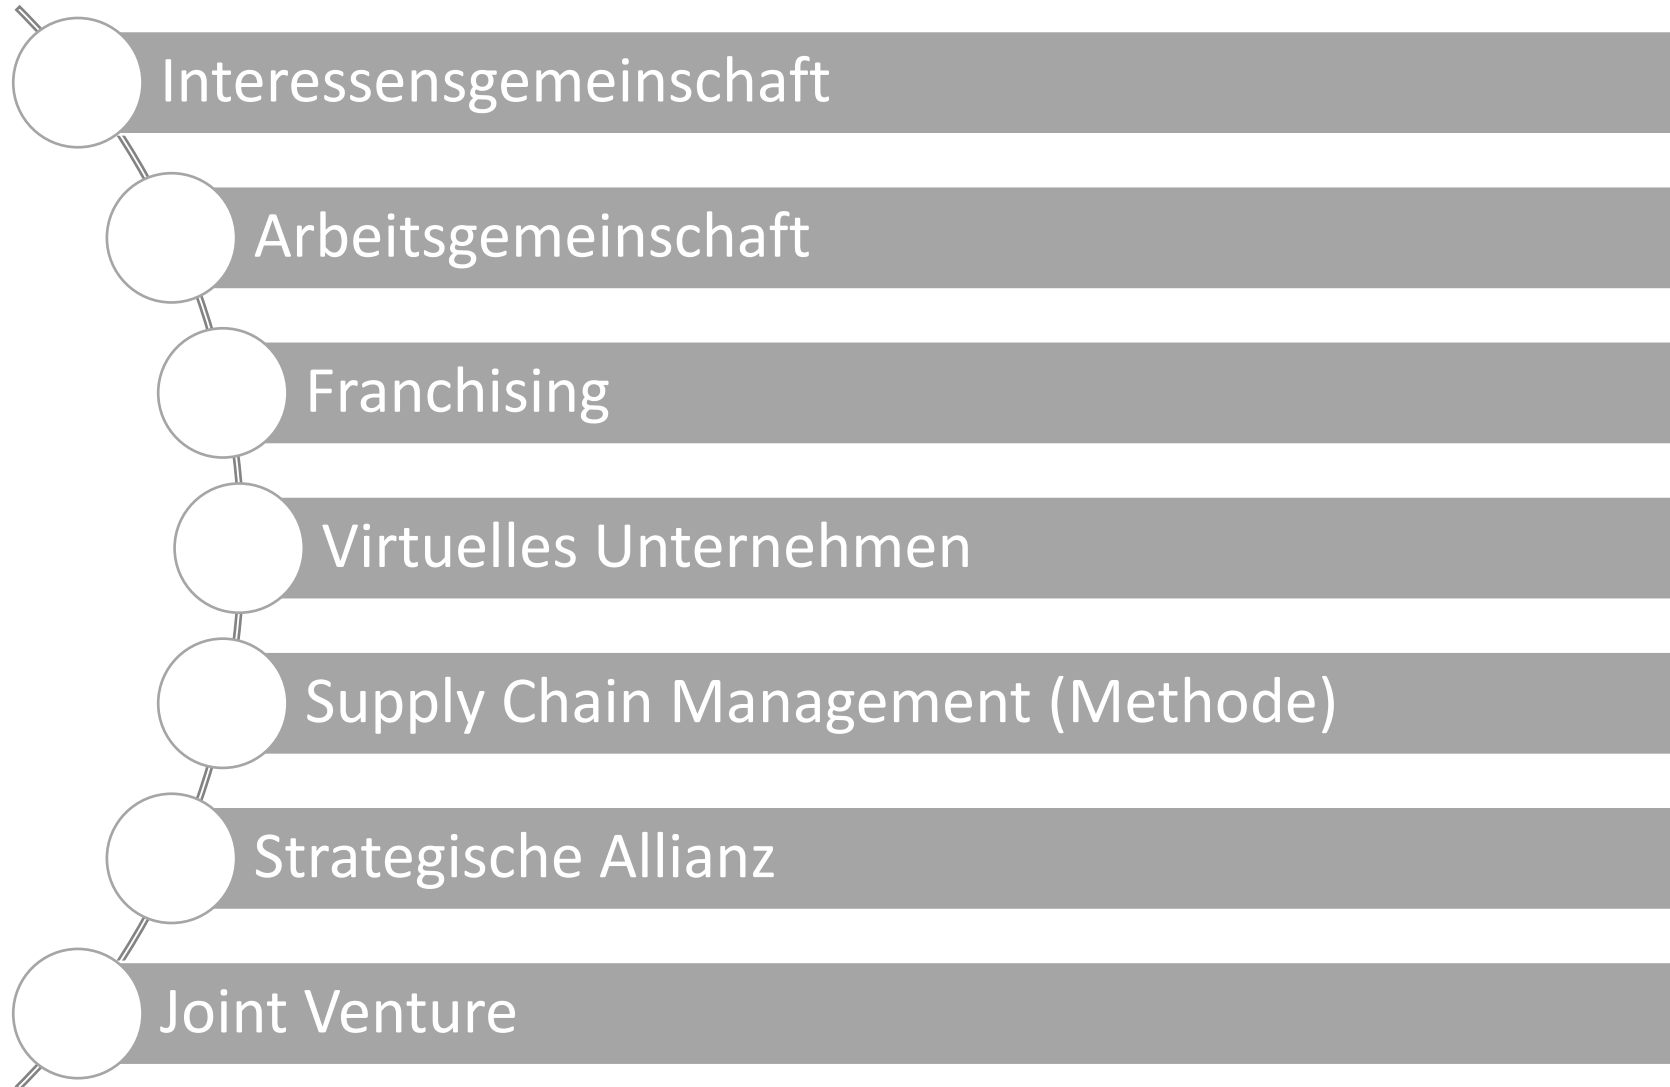 Interessensgemeinschaft
Arbeitsgemeinschaft
Franchising
Virtuelles Unternehmen
Supply Chain Management (Methode)
Strategische Allianz
Joint Venture